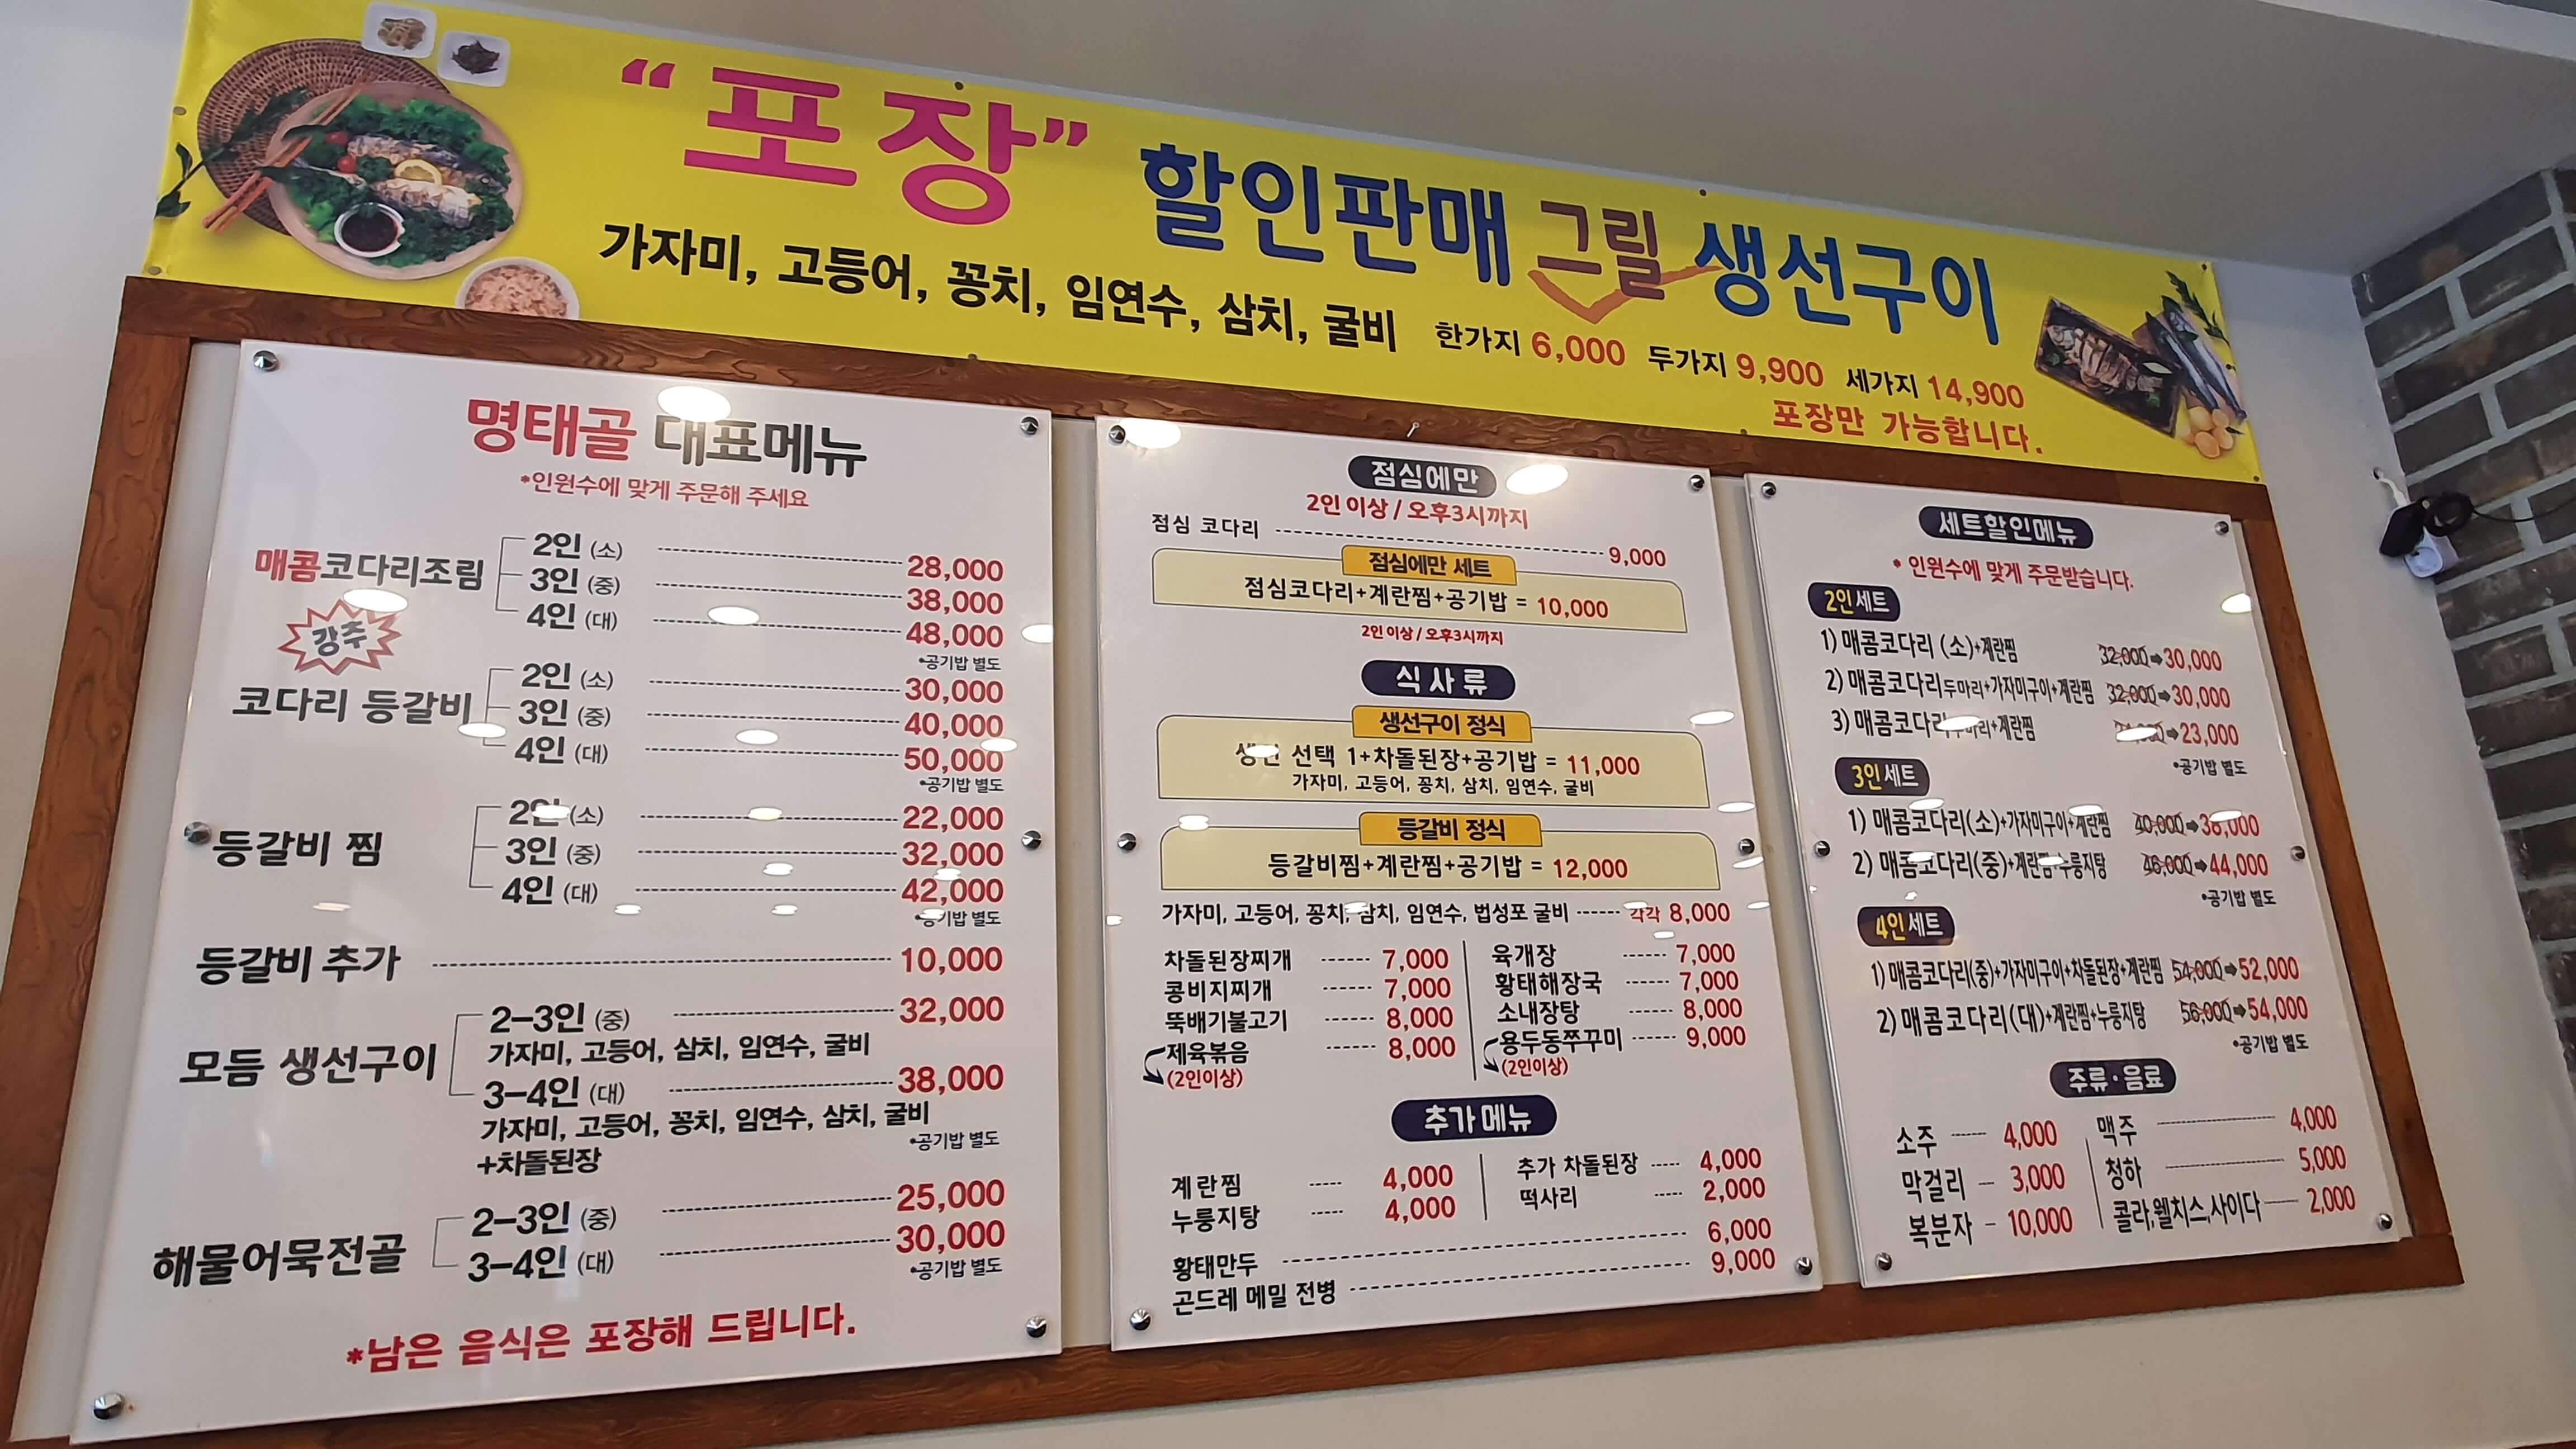 “포장” 할인판매 그릴 생선구이
가자미, 고등어, 꽁치, 임연수, 삼치, 굴비 한가지 6,000 두가지 9,900 세가지 14,900
포장만 가능합니다.
명태골 대표메뉴
*인원수에 맞게 주문해 주세요
매콤코다리조림
2인 (소) 28,000
3인 (중) 38,000
4인 (대) 48,000
•공기밥 별도
강추
코다리 등갈비
2인 (소) 30,000
3인 (중) 40,000
4인 (대) 50,000
•공기밥 별도
등갈비 찜
2인 (소) 22,000
3인 (중) 32,000
4인 (대) 42,000
•공기밥 별도
등갈비 추가 10,000
모듬 생선구이
2-3인 (중) 32,000
가자미, 고등어, 삼치, 임연수, 굴비
3-4인 (대) 38,000
가자미, 고등어, 꽁치, 임연수, 삼치, 굴비
+차돌된장
•공기밥 별도
해물어묵전골
2-3인 (중) 25,000
3-4인 (대) 30,000
•공기밥 별도
*남은 음식은 포장해 드립니다.
점심에만
2인 이상 / 오후3시까지
점심 코다리 9,000
점심에만 세트
점심코다리+계란찜+공기밥 = 10,000
2인 이상 / 오후3시까지
식사류
생선구이 정식
선택 1+차돌된장+공기밥 = 11,000
가자미, 고등어, 꽁치, 삼치, 임연수, 굴비
등갈비 정식
등갈비찜+계란찜+공기밥 = 12,000
가자미, 고등어, 꽁치, 삼치, 임연수, 법성포 굴비 각각 8,000
차돌된장찌개 7,000
콩비지찌개 7,000
뚝배기불고기 8,000
제육볶음 8,000
(2인이상)
육개장 7,000
황태해장국 7,000
소내장탕 8,000
용두동쭈꾸미 9,000
(2인이상)
추가메뉴
계란찜 4,000
누룽지탕 4,000
추가 차돌된장 4,000
떡사리 2,000
황태만두 6,000
곤드레 메밀 전병 9,000
세트할인메뉴
* 인원수에 맞게 주문받습니다.
2인세트
1) 매콤코다리 (소)+계란찜 32,000➡30,000
2) 매콤코다리두마리+가자미구이+계란찜 32,000➡30,000
3) 매콤코다리 +계란찜 ➡23,000
•공기밥 별도
3인세트
1) 매콤코다리(소)+가자미구이+계란찜 40,000➡38,000
2) 매콤코다리(중)+계란찜+누룽지탕 46,000➡44,000
•공기밥 별도
4인세트
1) 매콤코다리(중)+가자미구이+차돌된장+계란찜 54,000➡52,000
2) 매콤코다리(대)+계란찜+누룽지탕 56,000➡54,000
•공기밥 별도
주류·음료
소주 4,000
막걸리 3,000
복분자 10,000
맥주 4,000
청하 5,000
콜라,웰치스,사이다 2,000